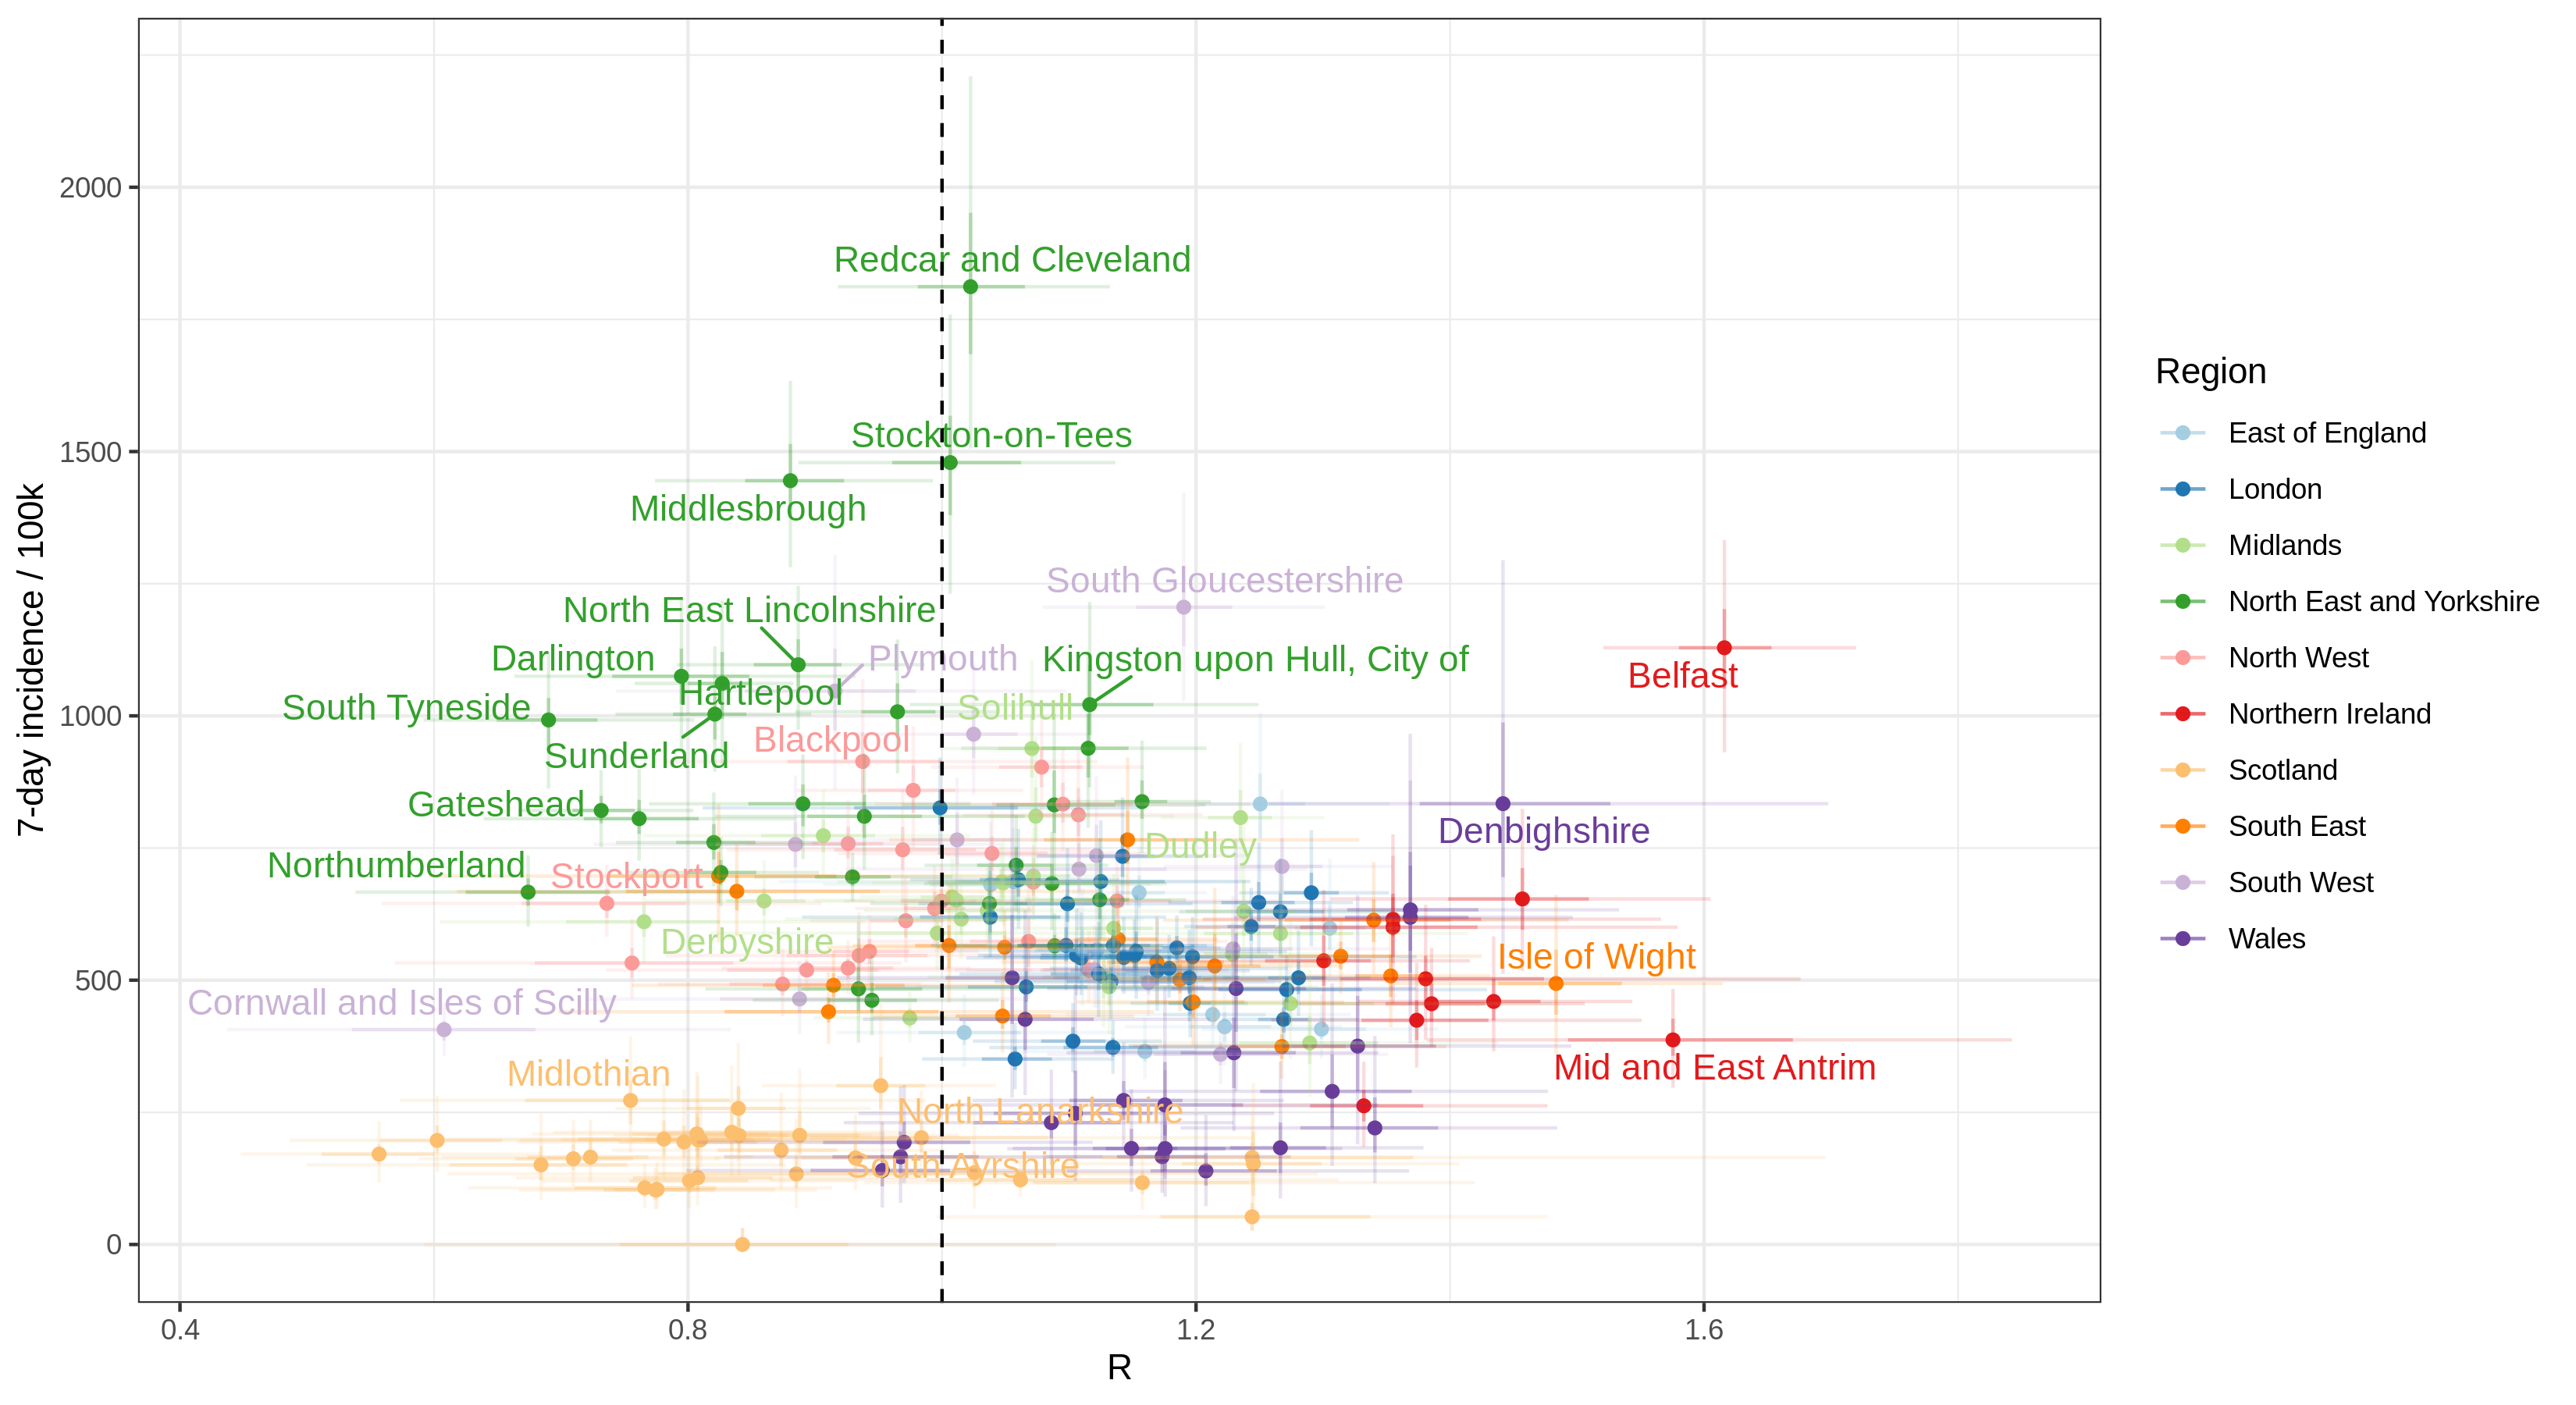 2000
1500
1000
500
0
7-day incidence / 100k
Redcar and Cleveland
Stockton-on-Tees
Middlesbrough
South Gloucestershire
North East Lincolnshire
Darlington
Plymouth
Kingston upon Hull, City of
Belfast
Hartlepool
South Tyneside
Solihull
Blackpool
Sunderland
Gateshead
Denbighshire
Dudley
Northumberland
Stockport
Derbyshire
Isle of Wight
Cornwall and Isles of Scilly
Midlothian
Mid and East Antrim
North Lanarkshire
South Ayrshire
0.4
0.8
1.2
1.6
R
Region
East of England
London
Midlands
North East and Yorkshire
North West
Northern Ireland
Scotland
South East
South West
Wales